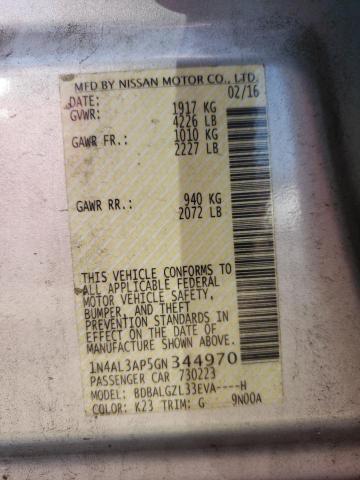 MFD BY NISSAN MOTOR CO., LTD.
DATE: 02/16
GVWR: 1917 KG
4226 LB
GAWR FR.: 1010 KG
2227 LB
GAWR RR.: 940 KG
2072 LB
THIS VEHICLE CONFORMS TO
ALL APPLICABLE FEDERAL
MOTOR VEHICLE SAFETY,
BUMPER, AND THEFT
PREVENTION STANDARDS IN
EFFECT ON THE DATE OF
MANUFACTURE SHOWN ABOVE.
1N4AL3AP5GN344970
PASSENGER CAR 730223
MODEL: BDBALGZL33EVA----H
COLOR: K23 TRIM: G 9N00A